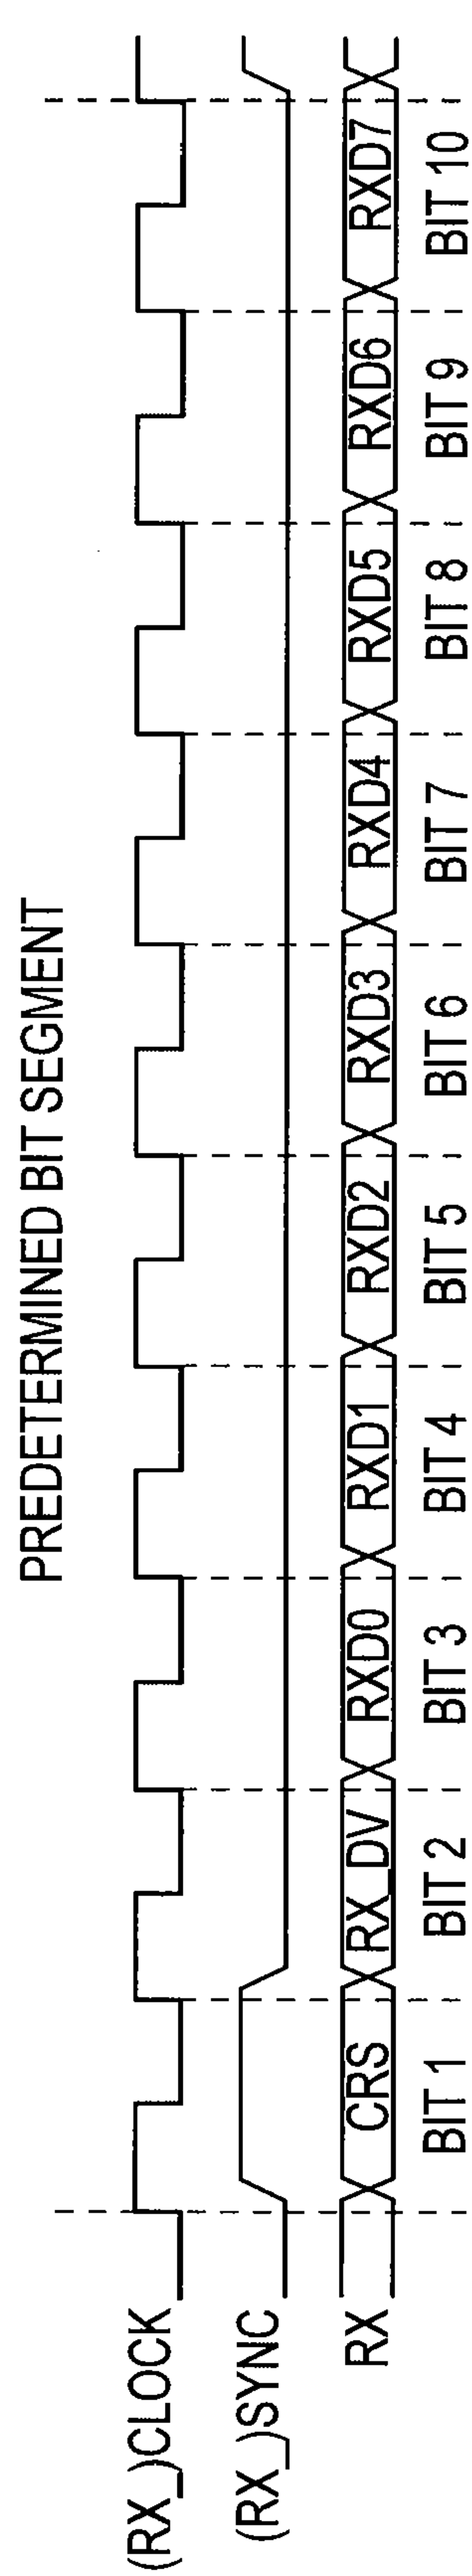 PREDETERMINED BIT SEGMENT
(RX_)CLOCK
(RX_)SYNC
RX CRS RX_DV RXD0 RXD1 RXD2 RXD3 RXD4 RXD5 RXD6 RXD7
BIT 1 BIT 2 BIT 3 BIT 4 BIT 5 BIT 6 BIT 7 BIT 8 BIT 9 BIT 10